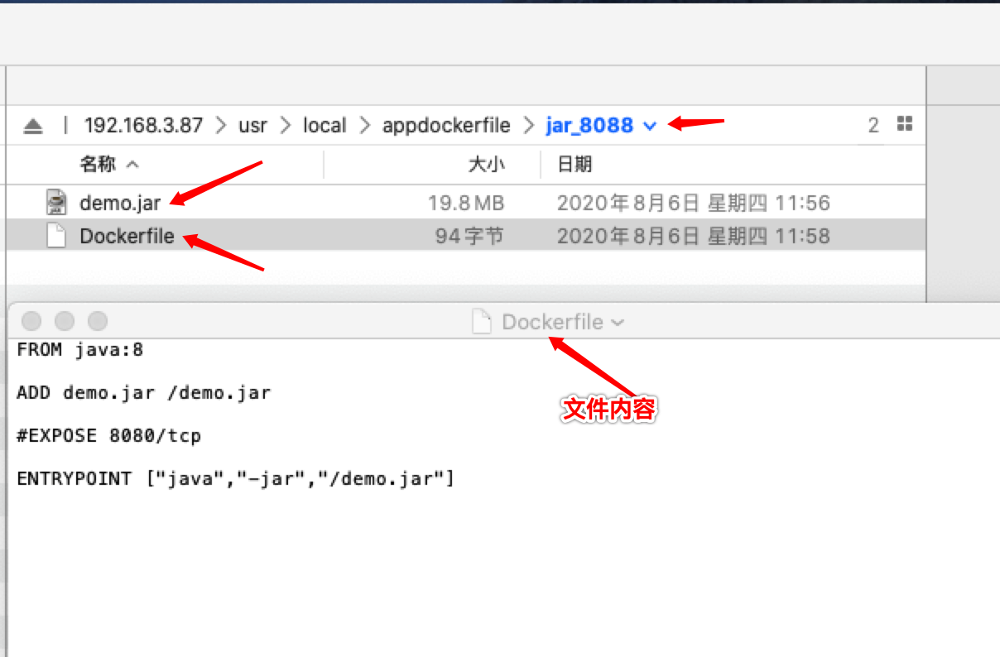 192.168.3.87 > usr > local > appdockerfile > jar_8088 2
名称 大小 日期
demo.jar 19.8 MB 2020年8月6日 星期四 11:56
Dockerfile 94 字节 2020年8月6日 星期四 11:58
Dockerfile
FROM java:8
文件内容
ADD demo.jar /demo.jar
#EXPOSE 8080/tcp
ENTRYPOINT ["java","-jar","/demo.jar"]